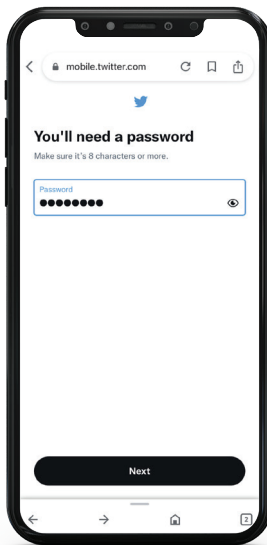 mobile.twitter.com
You'll need a password
Make sure it's 8 characters or more.
Password
●●●●●●●●
Next
2